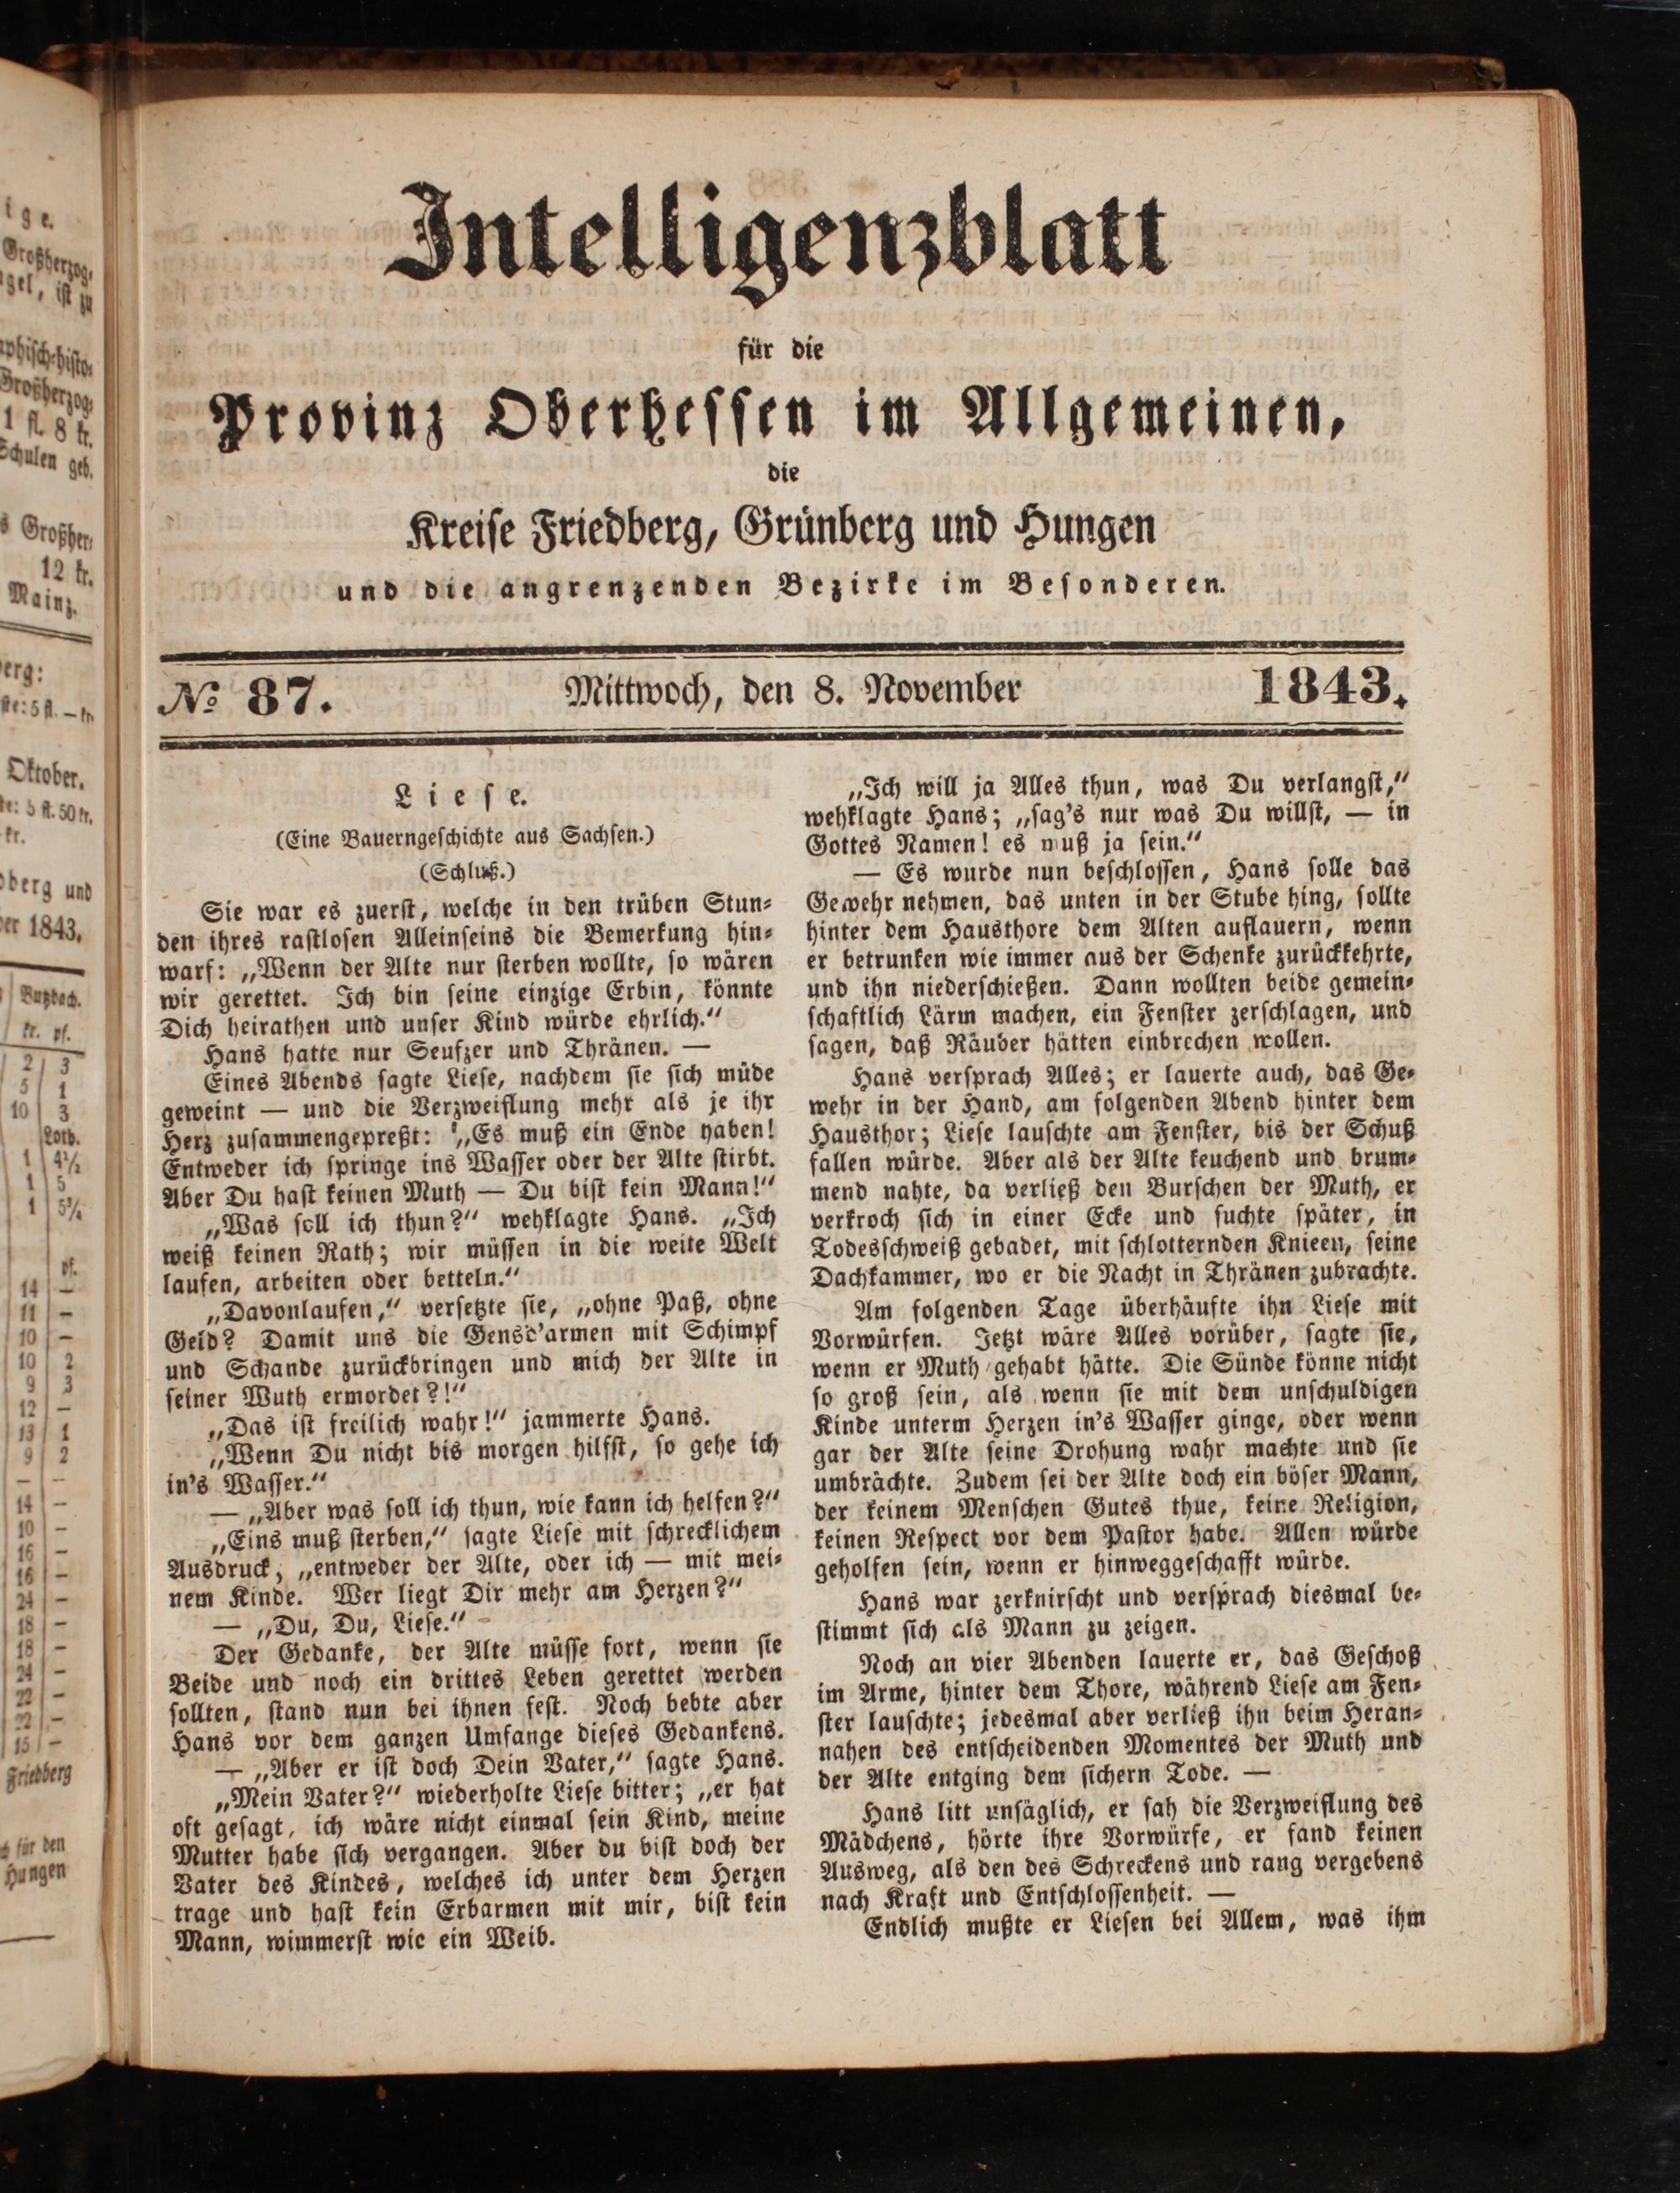 ige.
Großherzog,
gel, ist zu
Großherzog,
1 fl. 8 kr.
Schulen geb.
Großher,
12 kr.
Mainz.
Oktober.
1843.
Friedberg
für den
Hungen
Intelligenzblatt
für die
Provinz Oberhessen im Allgemeinen,
die
Kreise Friedberg, Grünberg und Hungen
und die angrenzenden Bezirke im Besonderen.
№ 87. Mittwoch, den 8. November 1843.
Liese.
(Eine Bauerngeschichte aus Sachsen.)
(Schluß.)
Sie war es zuerst, welche in den trüben Stun-
den ihres rastlosen Alleinseins die Bemerkung hin-
warf: „Wenn der Alte nur sterben wollte, so wären
wir gerettet. Ich bin seine einzige Erbin, könnte
Dich heirathen und unser Kind würde ehrlich.“
Hans hatte nur Seufzer und Thränen. —
Eines Abends sagte Liese, nachdem sie sich müde
geweint — und die Verzweiflung mehr als je ihr
Herz zusammengepreßt: „Es muß ein Ende haben!
Entweder ich springe ins Wasser oder der Alte stirbt.
Aber Du hast keinen Muth — Du bist kein Mann!“
„Was soll ich thun?“ wehklagte Hans. „Ich
weiß keinen Rath; wir müssen in die weite Welt
laufen, arbeiten oder betteln.“
„Davonlaufen,“ versetzte sie, „ohne Paß, ohne
Geld? Damit uns die Gensd'armen mit Schimpf
und Schande zurückbringen und mich der Alte in
seiner Wuth ermordet?!“
„Das ist freilich wahr!“ jammerte Hans.
„Wenn Du nicht bis morgen hilfst, so gehe ich
in's Wasser.“
— „Aber was soll ich thun, wie kann ich helfen?“
„Eins muß sterben,“ sagte Liese mit schrecklichem
Ausdruck, „entweder der Alte, oder ich — mit mei-
nem Kinde. Wer liegt Dir mehr am Herzen?“
— „Du, Du, Liese.“
Der Gedanke, der Alte müsse fort, wenn sie
Beide und noch ein drittes Leben gerettet werden
sollten, stand nun bei ihnen fest. Noch bebte aber
Hans vor dem ganzen Umfange dieses Gedankens.
— „Aber er ist doch Dein Vater,“ sagte Hans.
„Mein Vater?“ wiederholte Liese bitter; „er hat
oft gesagt, ich wäre nicht einmal sein Kind, meine
Mutter habe sich vergangen. Aber du bist doch der
Vater des Kindes, welches ich unter dem Herzen
trage und hast kein Erbarmen mit mir, bist kein
Mann, wimmerst wie ein Weib.
„Ich will ja Alles thun, was Du verlangst,“
wehklagte Hans; „sag's nur was Du willst, — in
Gottes Namen! es muß ja sein.“
— Es wurde nun beschlossen, Hans solle das
Gewehr nehmen, das unten in der Stube hing, sollte
hinter dem Hausthore dem Alten auflauern, wenn
er betrunken wie immer aus der Schenke zurückkehrte,
und ihn niederschießen. Dann wollten beide gemein-
schaftlich Lärm machen, ein Fenster zerschlagen, und
sagen, daß Räuber hätten einbrechen wollen.
Hans versprach Alles; er lauerte auch, das Ge-
wehr in der Hand, am folgenden Abend hinter dem
Hausthor; Liese lauschte am Fenster, bis der Schuß
fallen würde. Aber als der Alte keuchend und brum-
mend nahte, da verließ den Burschen der Muth, er
verkroch sich in einer Ecke und suchte später, in
Todesschweiß gebadet, mit schlotternden Knieen, seine
Dachkammer, wo er die Nacht in Thränen zubrachte.
Am folgenden Tage überhäufte ihn Liese mit
Vorwürfen. Jetzt wäre Alles vorüber, sagte sie,
wenn er Muth gehabt hätte. Die Sünde könne nicht
so groß sein, als wenn sie mit dem unschuldigen
Kinde unterm Herzen in's Wasser ginge, oder wenn
gar der Alte seine Drohung wahr machte und sie
umbrächte. Zudem sei der Alte doch ein böser Mann,
der keinem Menschen Gutes thue, keine Religion,
keinen Respect vor dem Pastor habe. Allen würde
geholfen sein, wenn er hinweggeschafft würde.
Hans war zerknirscht und versprach diesmal be-
stimmt sich als Mann zu zeigen.
Noch an vier Abenden lauerte er, das Geschoß
im Arme, hinter dem Thore, während Liese am Fen-
ster lauschte; jedesmal aber verließ ihn beim Heran-
nahen des entscheidenden Momentes der Muth und
der Alte entging dem sichern Tode. —
Hans litt unsäglich, er sah die Verzweiflung des
Mädchens, hörte ihre Vorwürfe, er fand keinen
Ausweg, als den des Schreckens und rang vergebens
nach Kraft und Entschlossenheit. —
Endlich mußte er Liesen bei Allem, was ihm